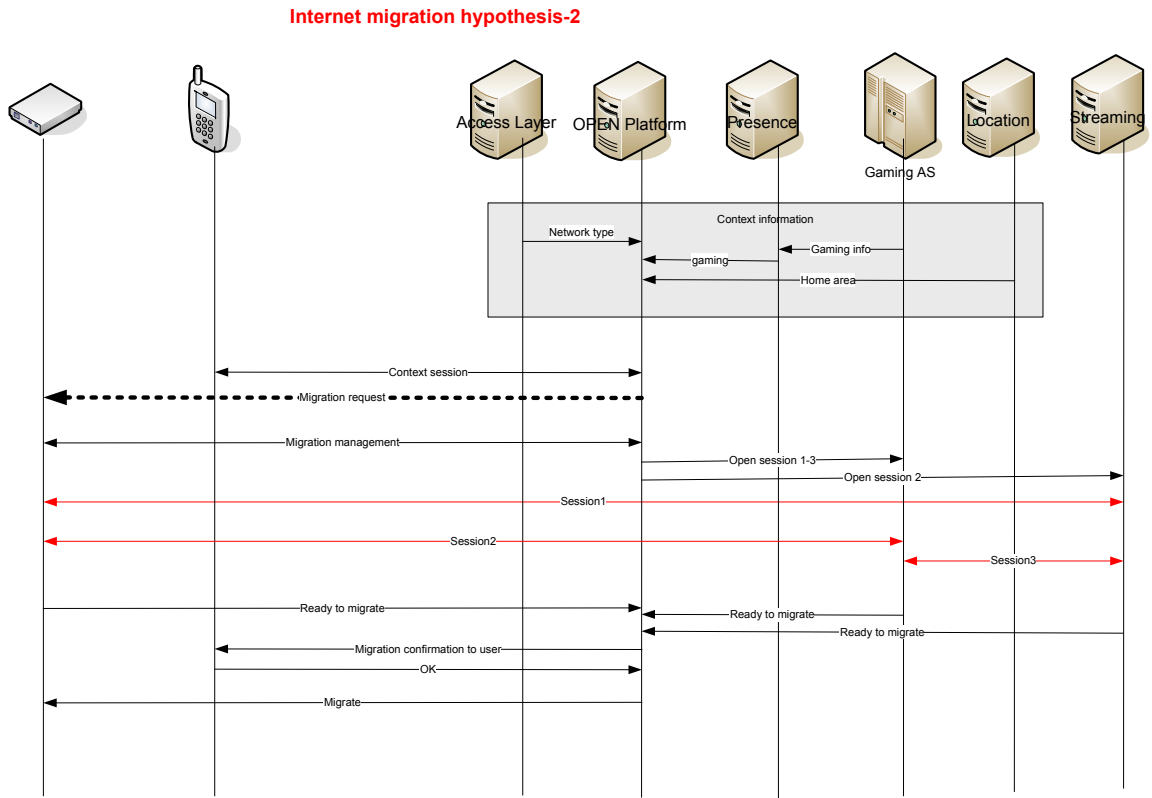 Internet migration hypothesis-2
Access Layer
OPEN Platform
Presence
Gaming AS
Location
Streaming
Context information
Network type
Gaming info
gaming
Home area
Context session
Migration request
Migration management
Open session 1-3
Open session 2
Session1
Session2
Session3
Ready to migrate
Ready to migrate
Ready to migrate
Migration confirmation to user
OK
Migrate